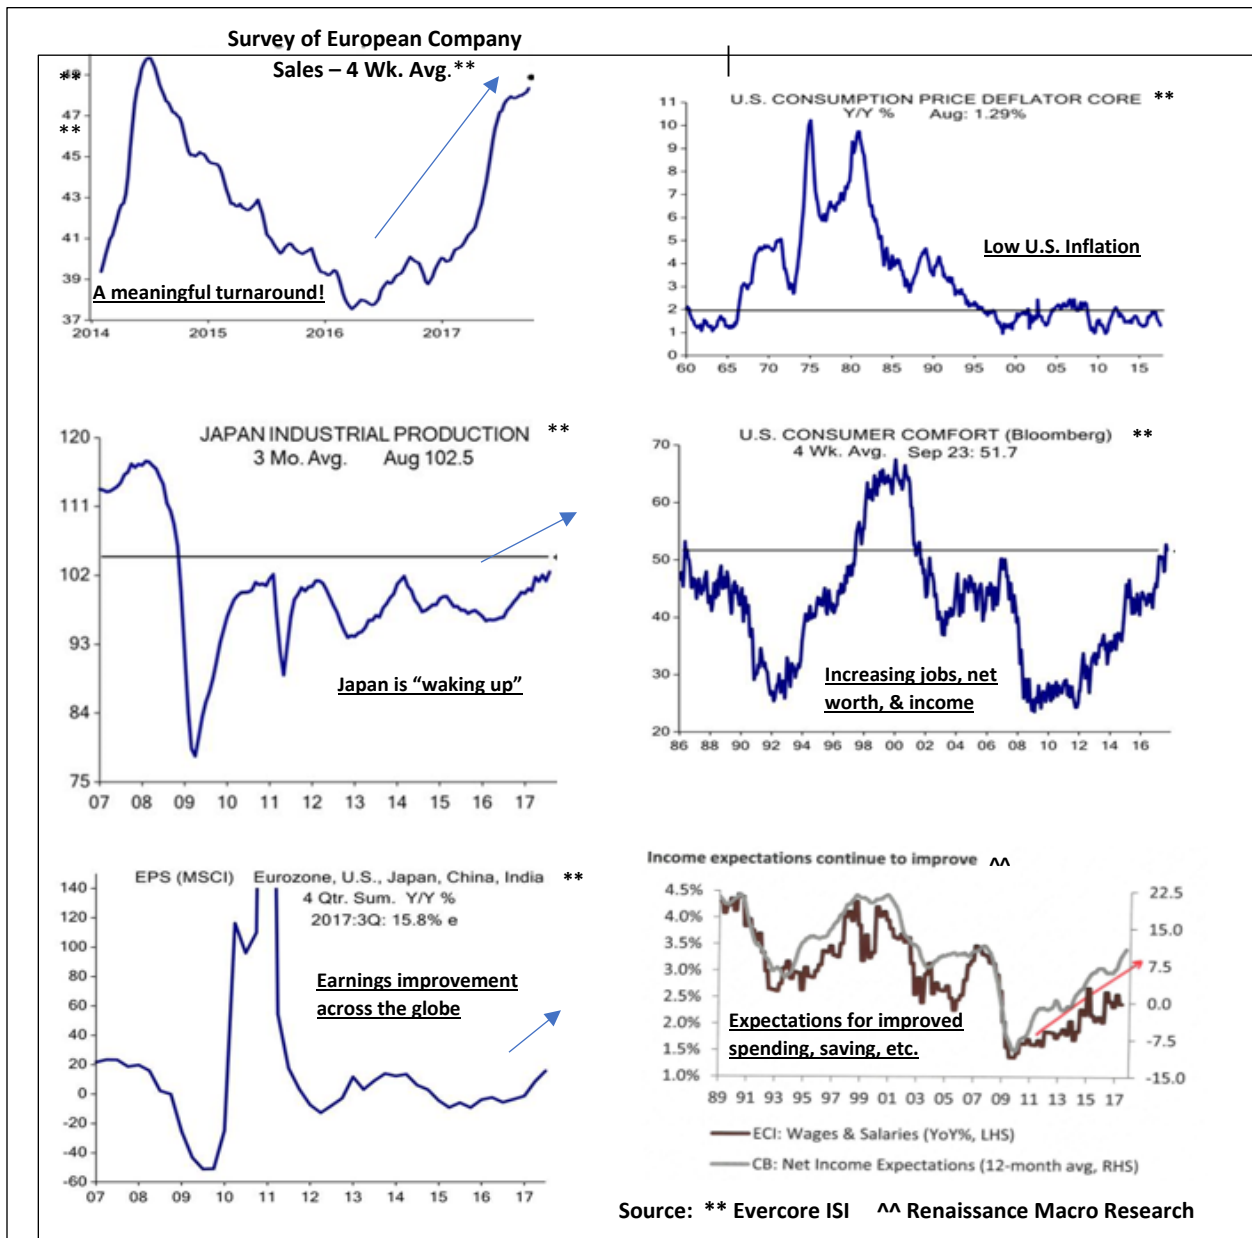 Survey of European Company
Sales – 4 Wk. Avg.**
**
**
49
47
45
43
41
39
37
2014 2015 2016 2017
A meaningful turnaround!
U.S. CONSUMPTION PRICE DEFLATOR CORE **
Y/Y % Aug: 1.29%
11
10
9
8
7
6
5
4
3
2
1
0
60 65 70 75 80 85 90 95 00 05 10 15
Low U.S. Inflation
JAPAN INDUSTRIAL PRODUCTION **
3 Mo. Avg. Aug 102.5
120
111
102
93
84
75
07 08 09 10 11 12 13 14 15 16 17
Japan is “waking up”
U.S. CONSUMER COMFORT (Bloomberg) **
4 Wk. Avg. Sep 23: 51.7
70
60
50
40
30
20
86 88 90 92 94 96 98 00 02 04 06 08 10 12 14 16
Increasing jobs, net
worth, & income
EPS (MSCI) Eurozone, U.S., Japan, China, India **
4 Qtr. Sum. Y/Y %
2017:3Q: 15.8% e
140
100
80
60
40
20
0
-20
-40
-60
07 08 09 10 11 12 13 14 15 16 17
Earnings improvement
across the globe
Income expectations continue to improve ^^
4.5%
4.0%
3.5%
3.0%
2.5%
2.0%
1.5%
1.0%
22.5
15.0
7.5
0.0
-7.5
-15.0
89 91 93 95 97 99 01 03 05 07 09 11 13 15 17
Expectations for improved
spending, saving, etc.
ECI: Wages & Salaries (YoY%, LHS)
CB: Net Income Expectations (12-month avg, RHS)
Source: ** Evercore ISI ^^ Renaissance Macro Research